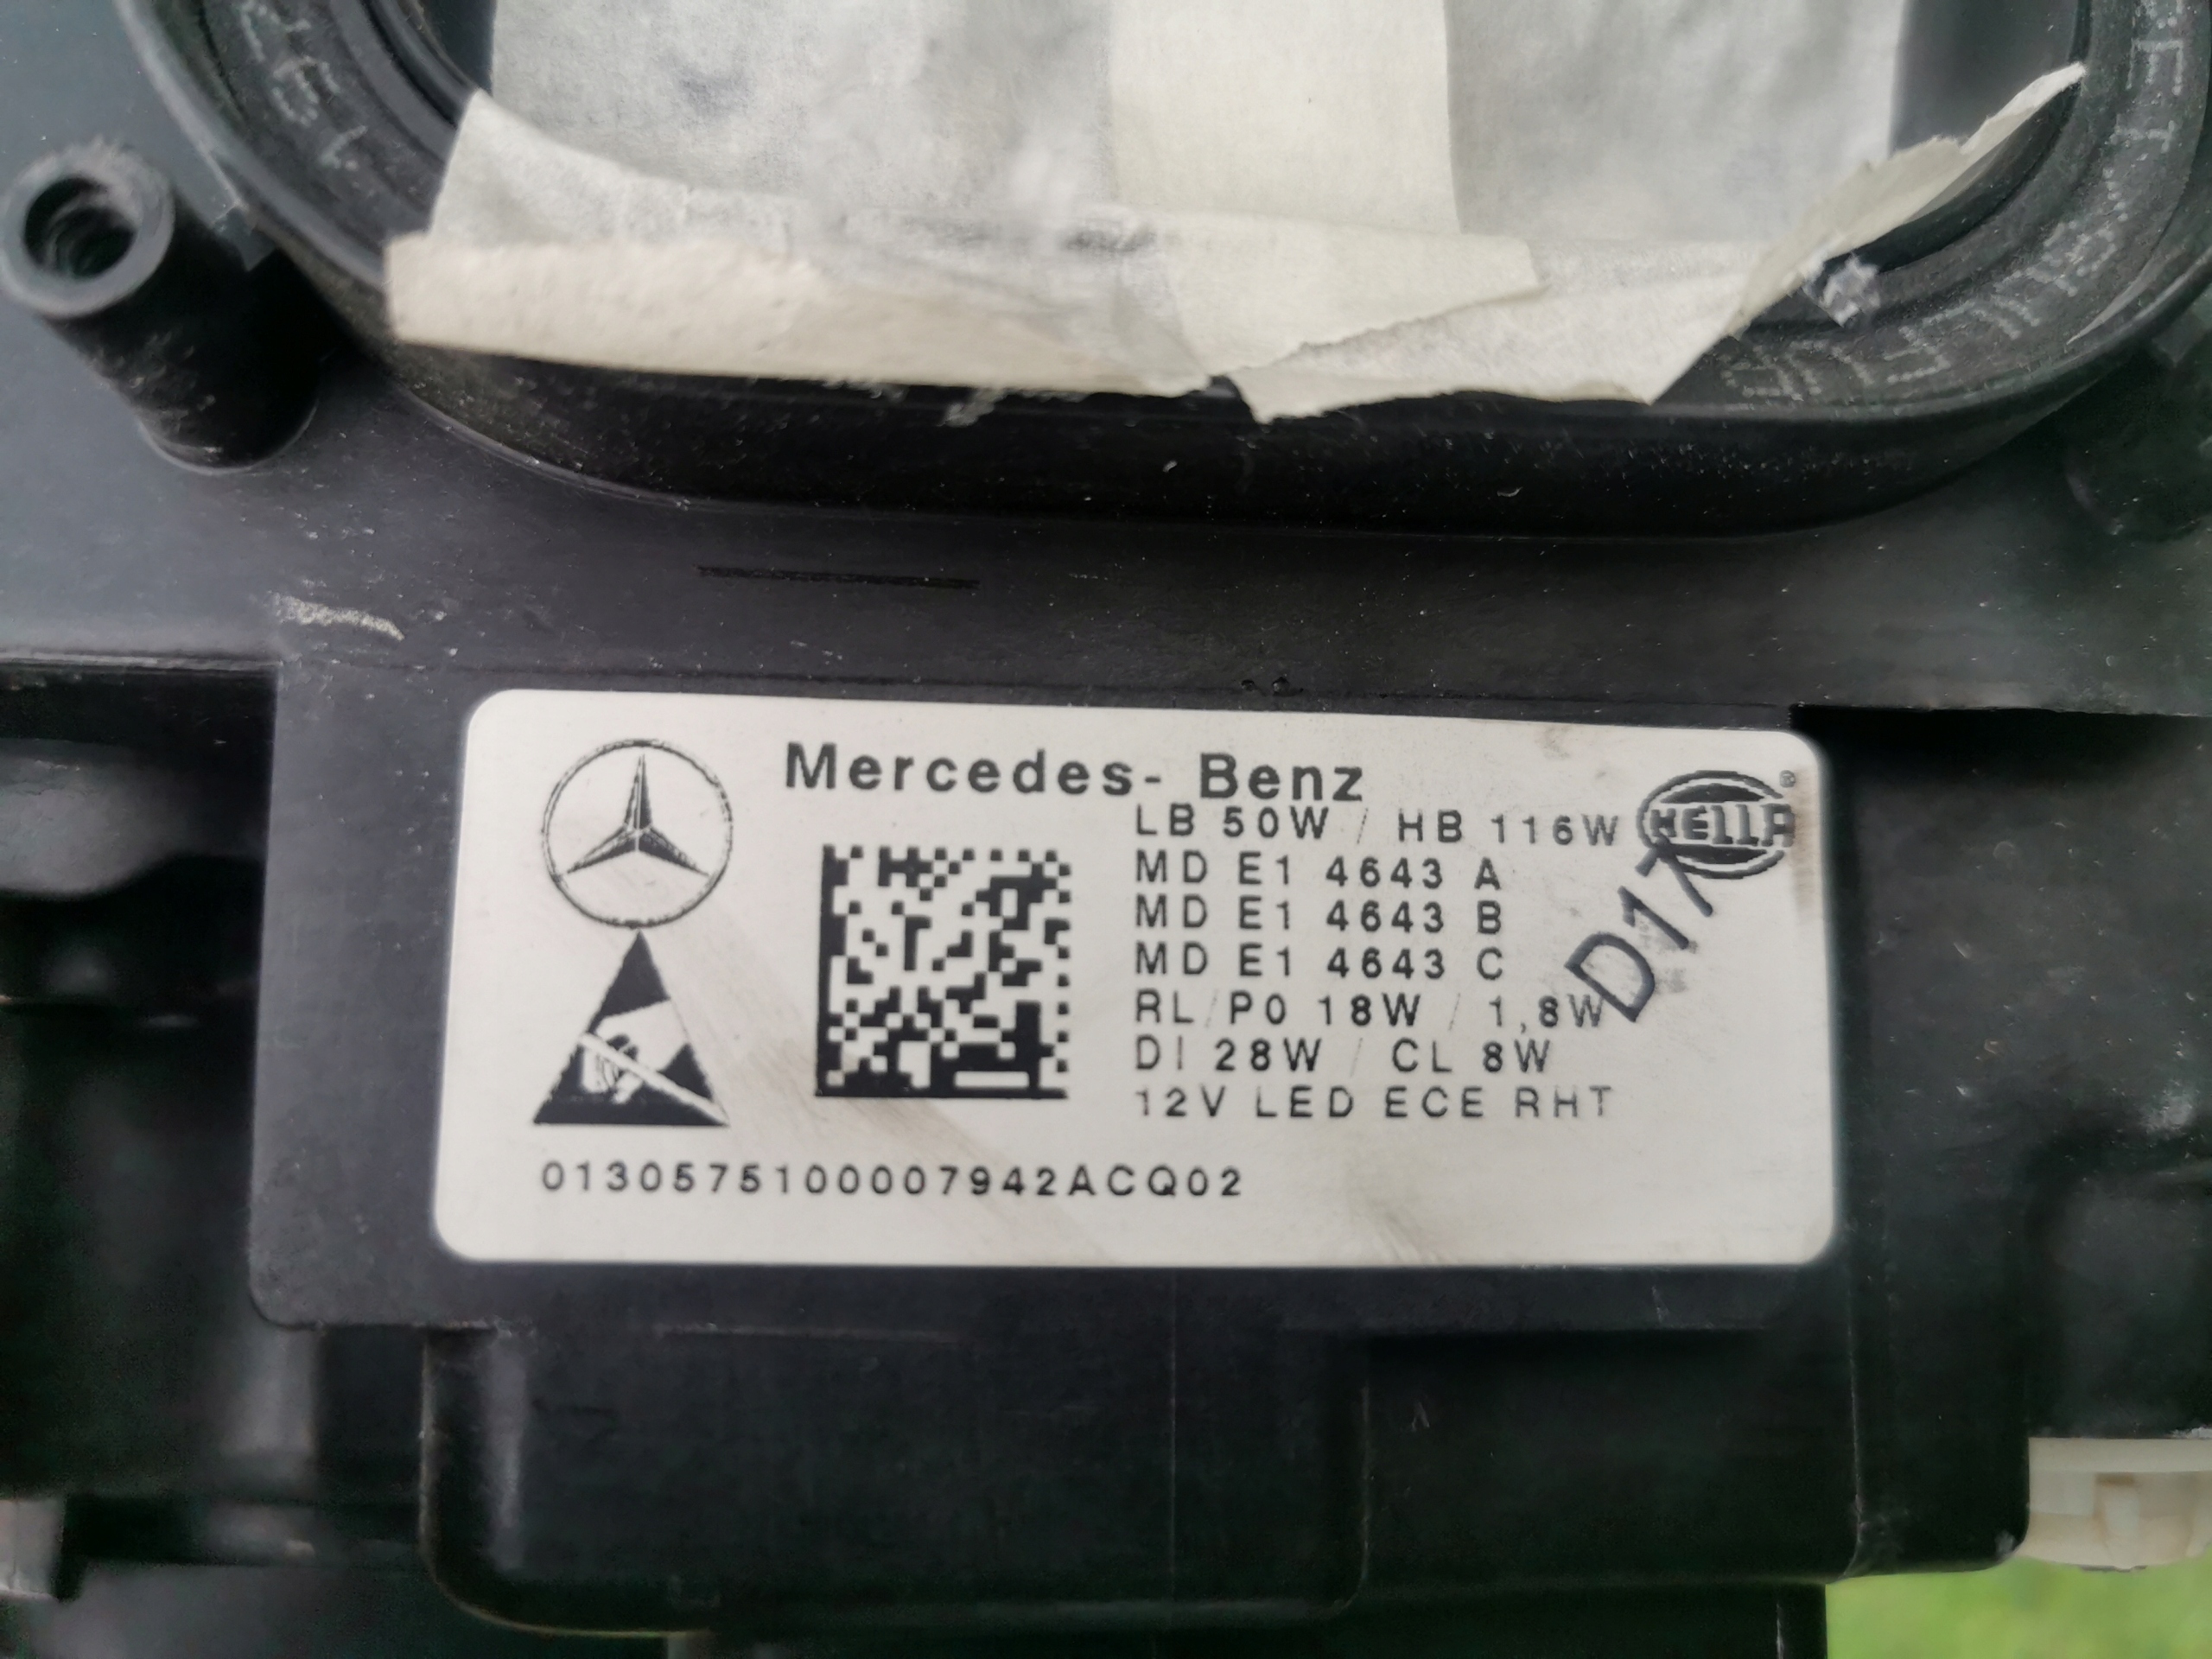 Mercedes- Benz
LB 50W / HB 116W
HELLA
MD E1 4643 A
MD E1 4643 B
MD E1 4643 C
D17
RL/P0 18W / 1,8W
DI 28W / CL 8W
12V LED ECE RHT
0130575100007942ACQ02